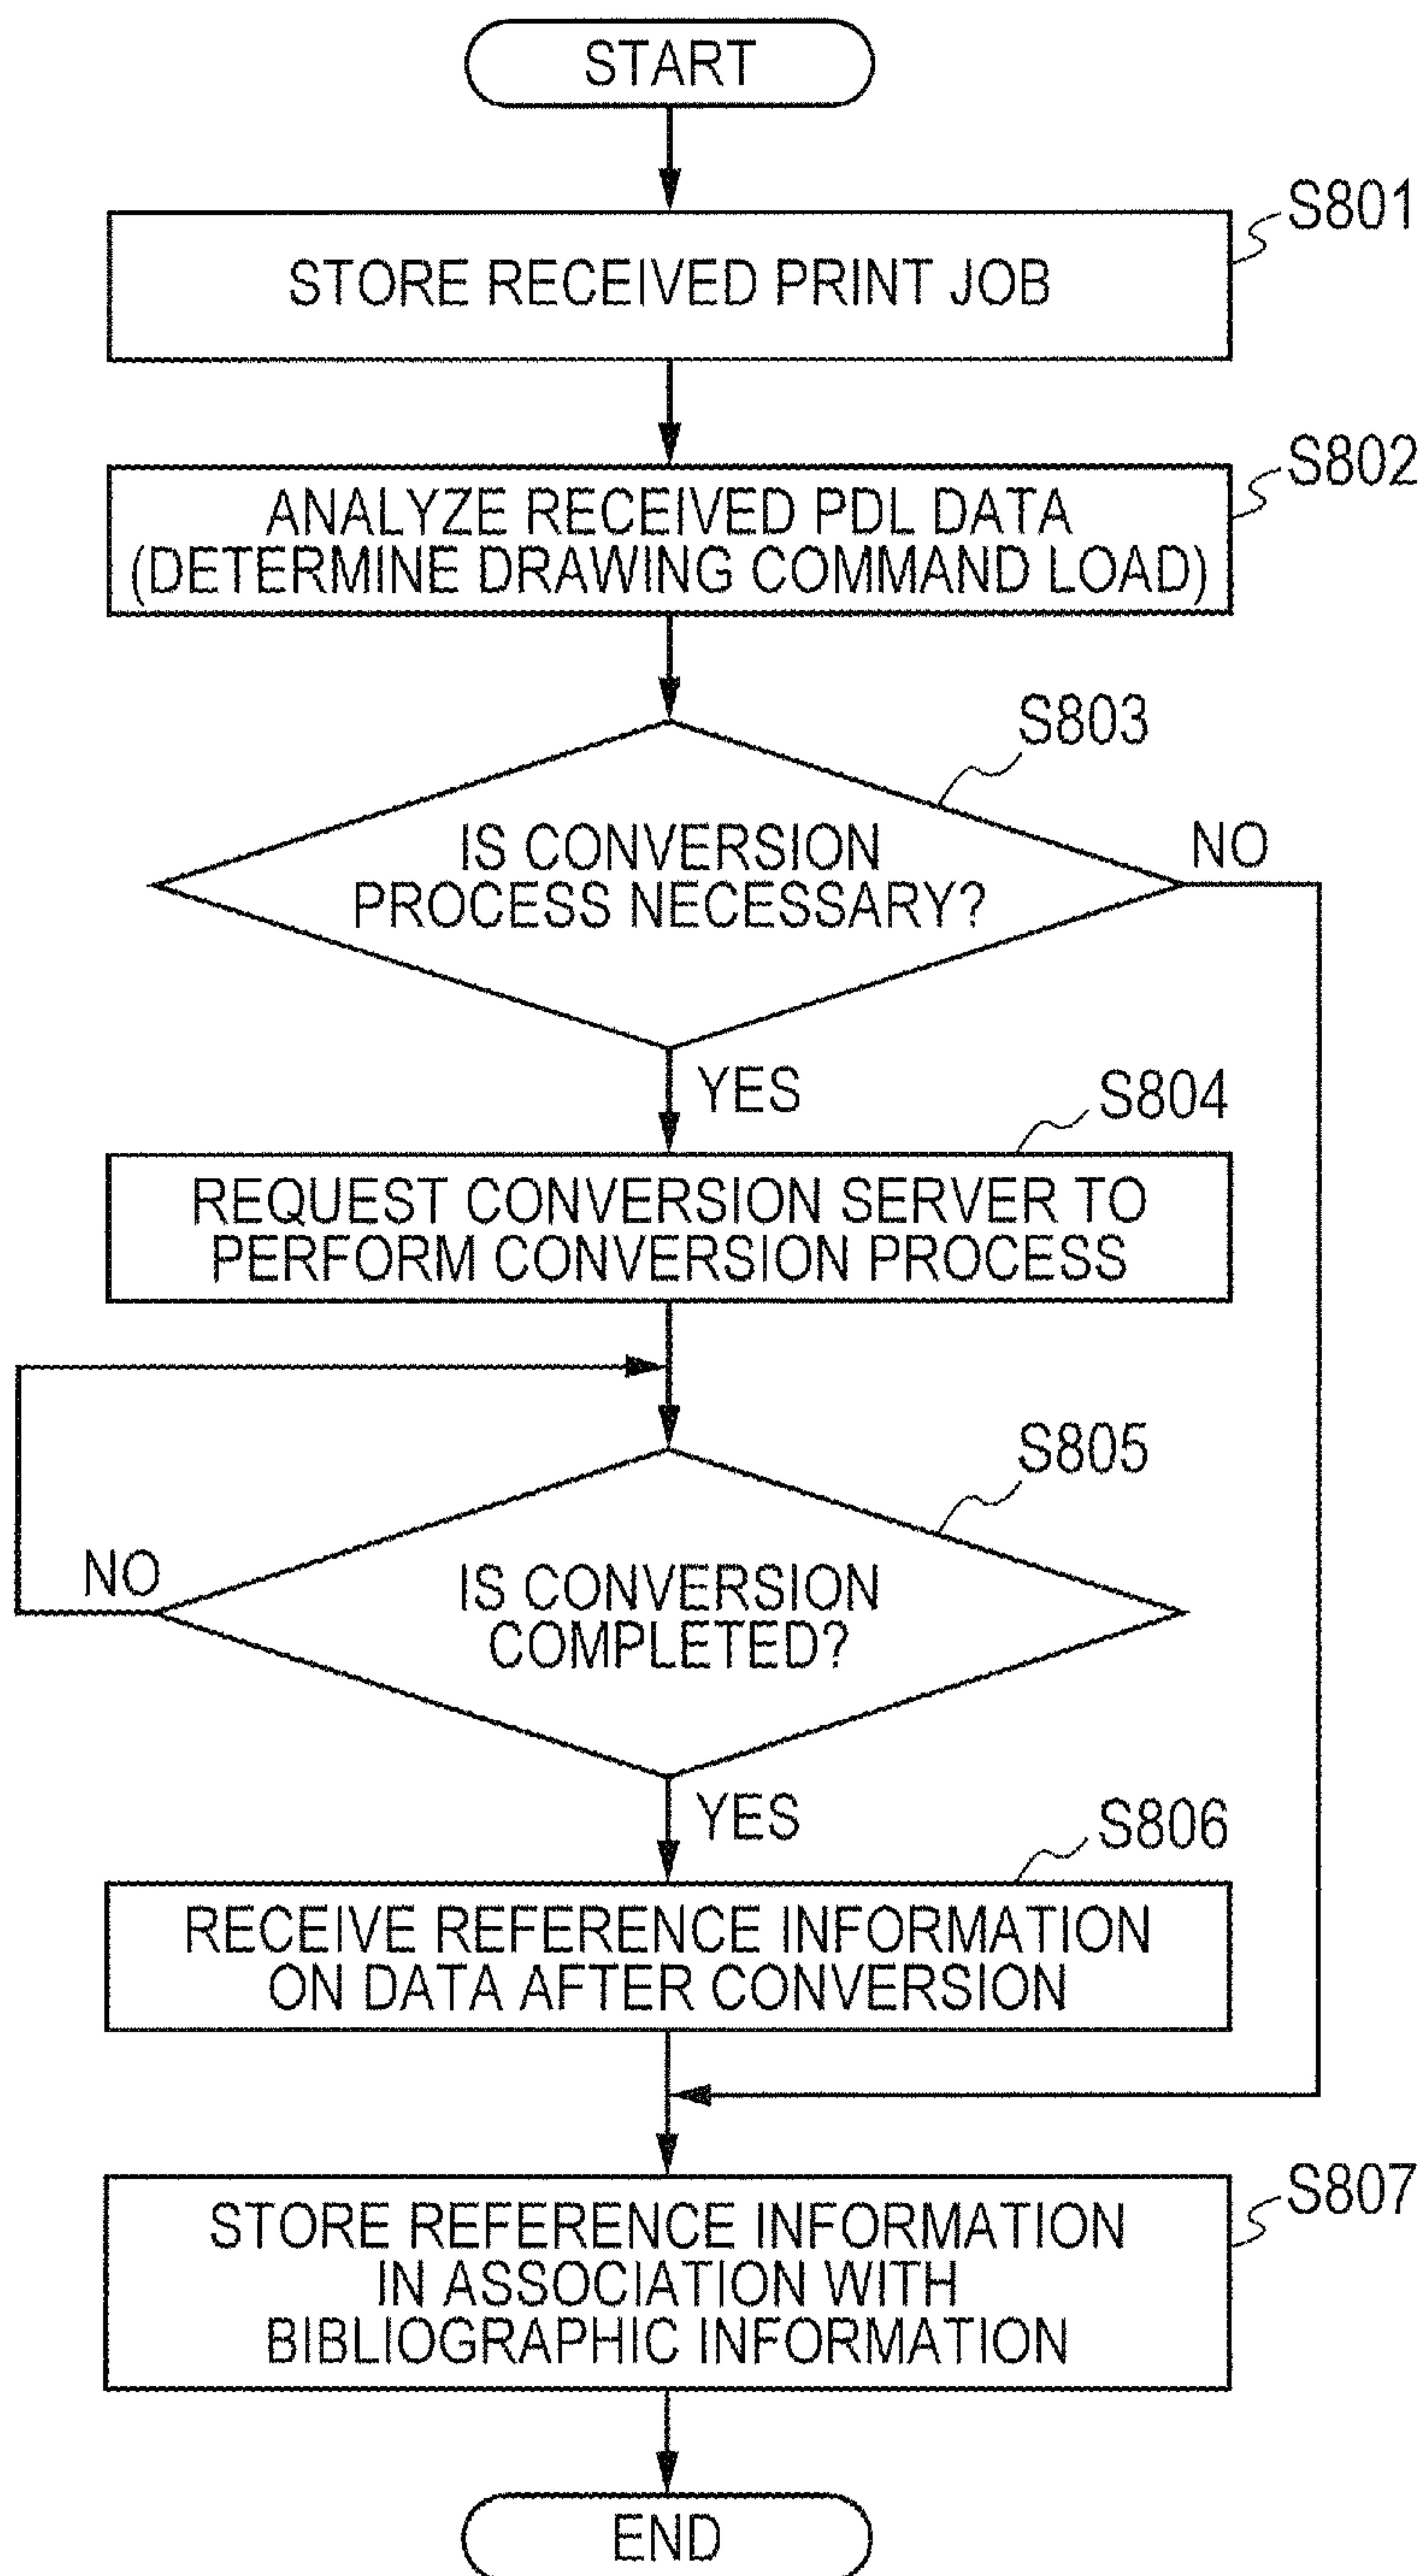 START
S801
STORE RECEIVED PRINT JOB
S802
ANALYZE RECEIVED PDL DATA
(DETERMINE DRAWING COMMAND LOAD)
S803
IS CONVERSION
PROCESS NECESSARY?
NO
YES
S804
REQUEST CONVERSION SERVER TO
PERFORM CONVERSION PROCESS
S805
NO
IS CONVERSION
COMPLETED?
YES
S806
RECEIVE REFERENCE INFORMATION
ON DATA AFTER CONVERSION
S807
STORE REFERENCE INFORMATION
IN ASSOCIATION WITH
BIBLIOGRAPHIC INFORMATION
END